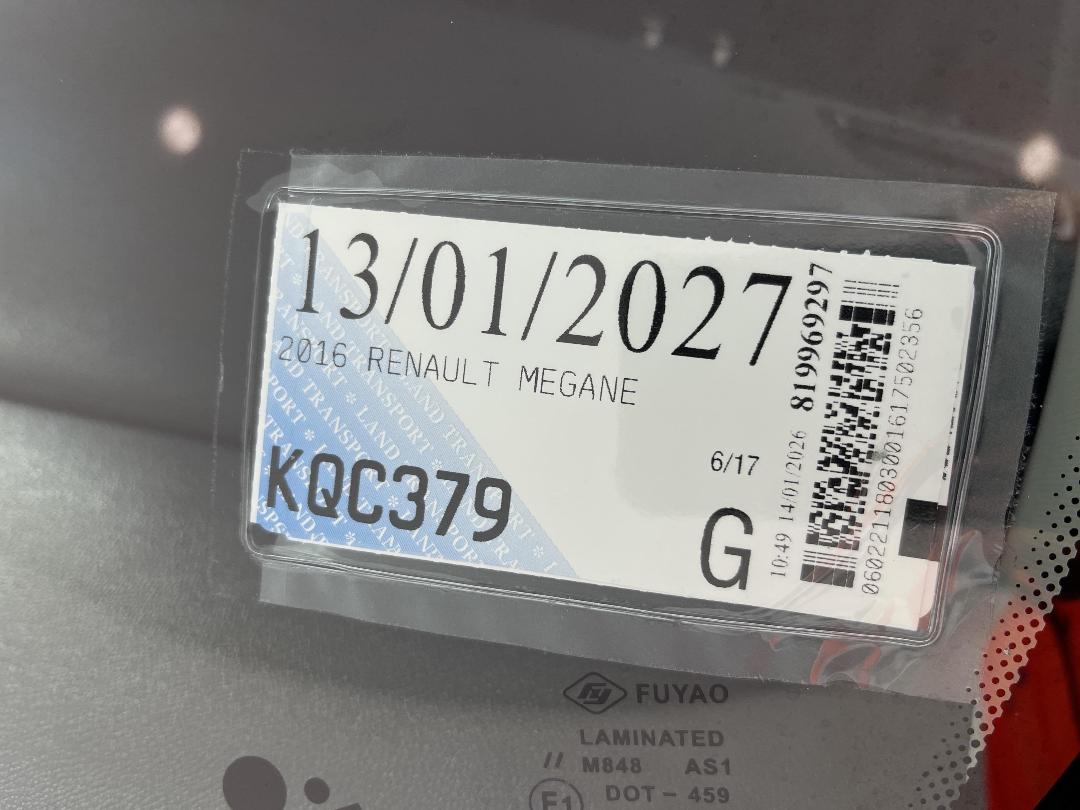 13/01/2027
2016 RENAULT MEGANE
KQC379
6/17
G
10:49 14/01/2026 819969297
0602211803001617502356
FUYAO
LAMINATED
// M848 AS1
E1 DOT - 459